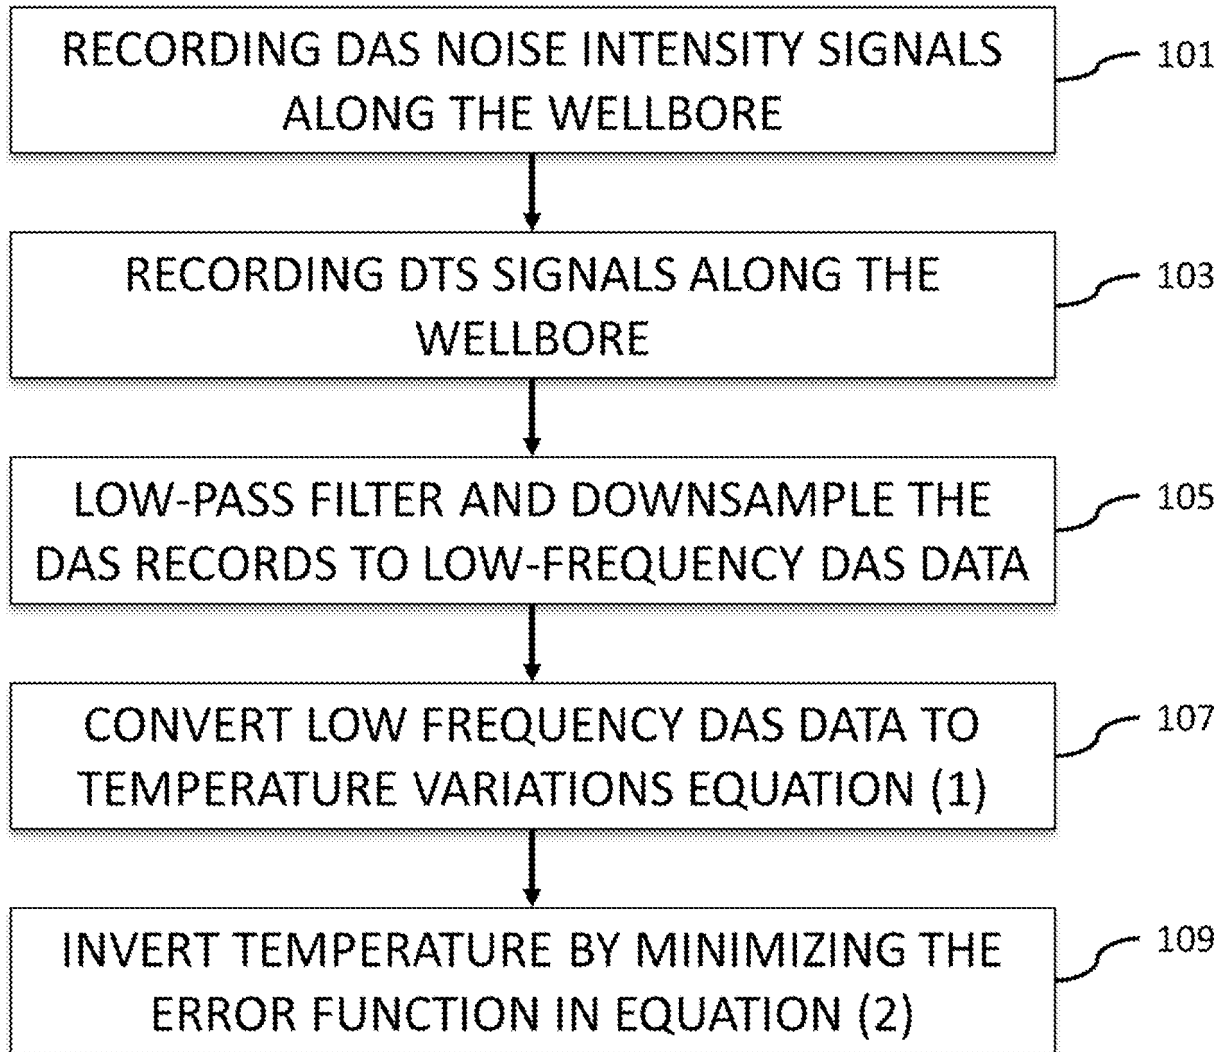 RECORDING DAS NOISE INTENSITY SIGNALS
ALONG THE WELLBORE
101
RECORDING DTS SIGNALS ALONG THE
WELLBORE
103
LOW-PASS FILTER AND DOWNSAMPLE THE
DAS RECORDS TO LOW-FREQUENCY DAS DATA
105
CONVERT LOW FREQUENCY DAS DATA TO
TEMPERATURE VARIATIONS EQUATION (1)
107
INVERT TEMPERATURE BY MINIMIZING THE
ERROR FUNCTION IN EQUATION (2)
109